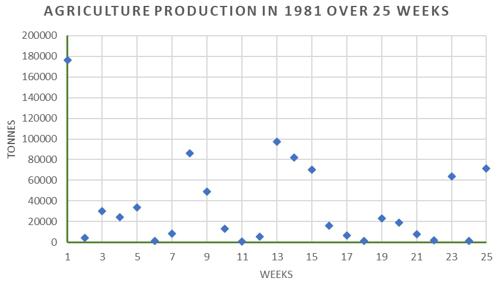 AGRICULTURE PRODUCTION IN 1981 OVER 25 WEEKS
200000
180000
160000
140000
120000
100000
80000
60000
40000
20000
0
TONNES
1 3 5 7 9 11 13 15 17 19 21 23 25
WEEKS